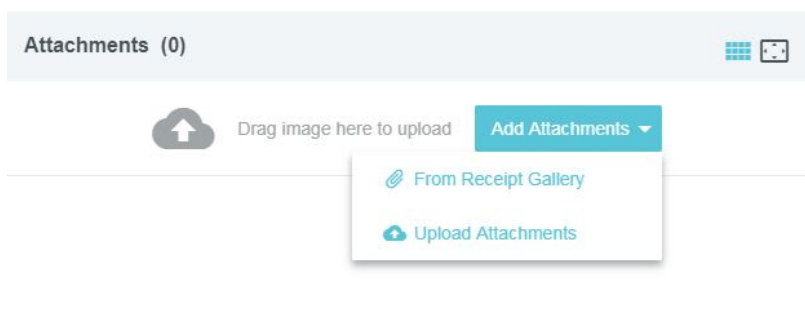 Attachments (0)
Drag image here to upload Add Attachments
From Receipt Gallery
Upload Attachments